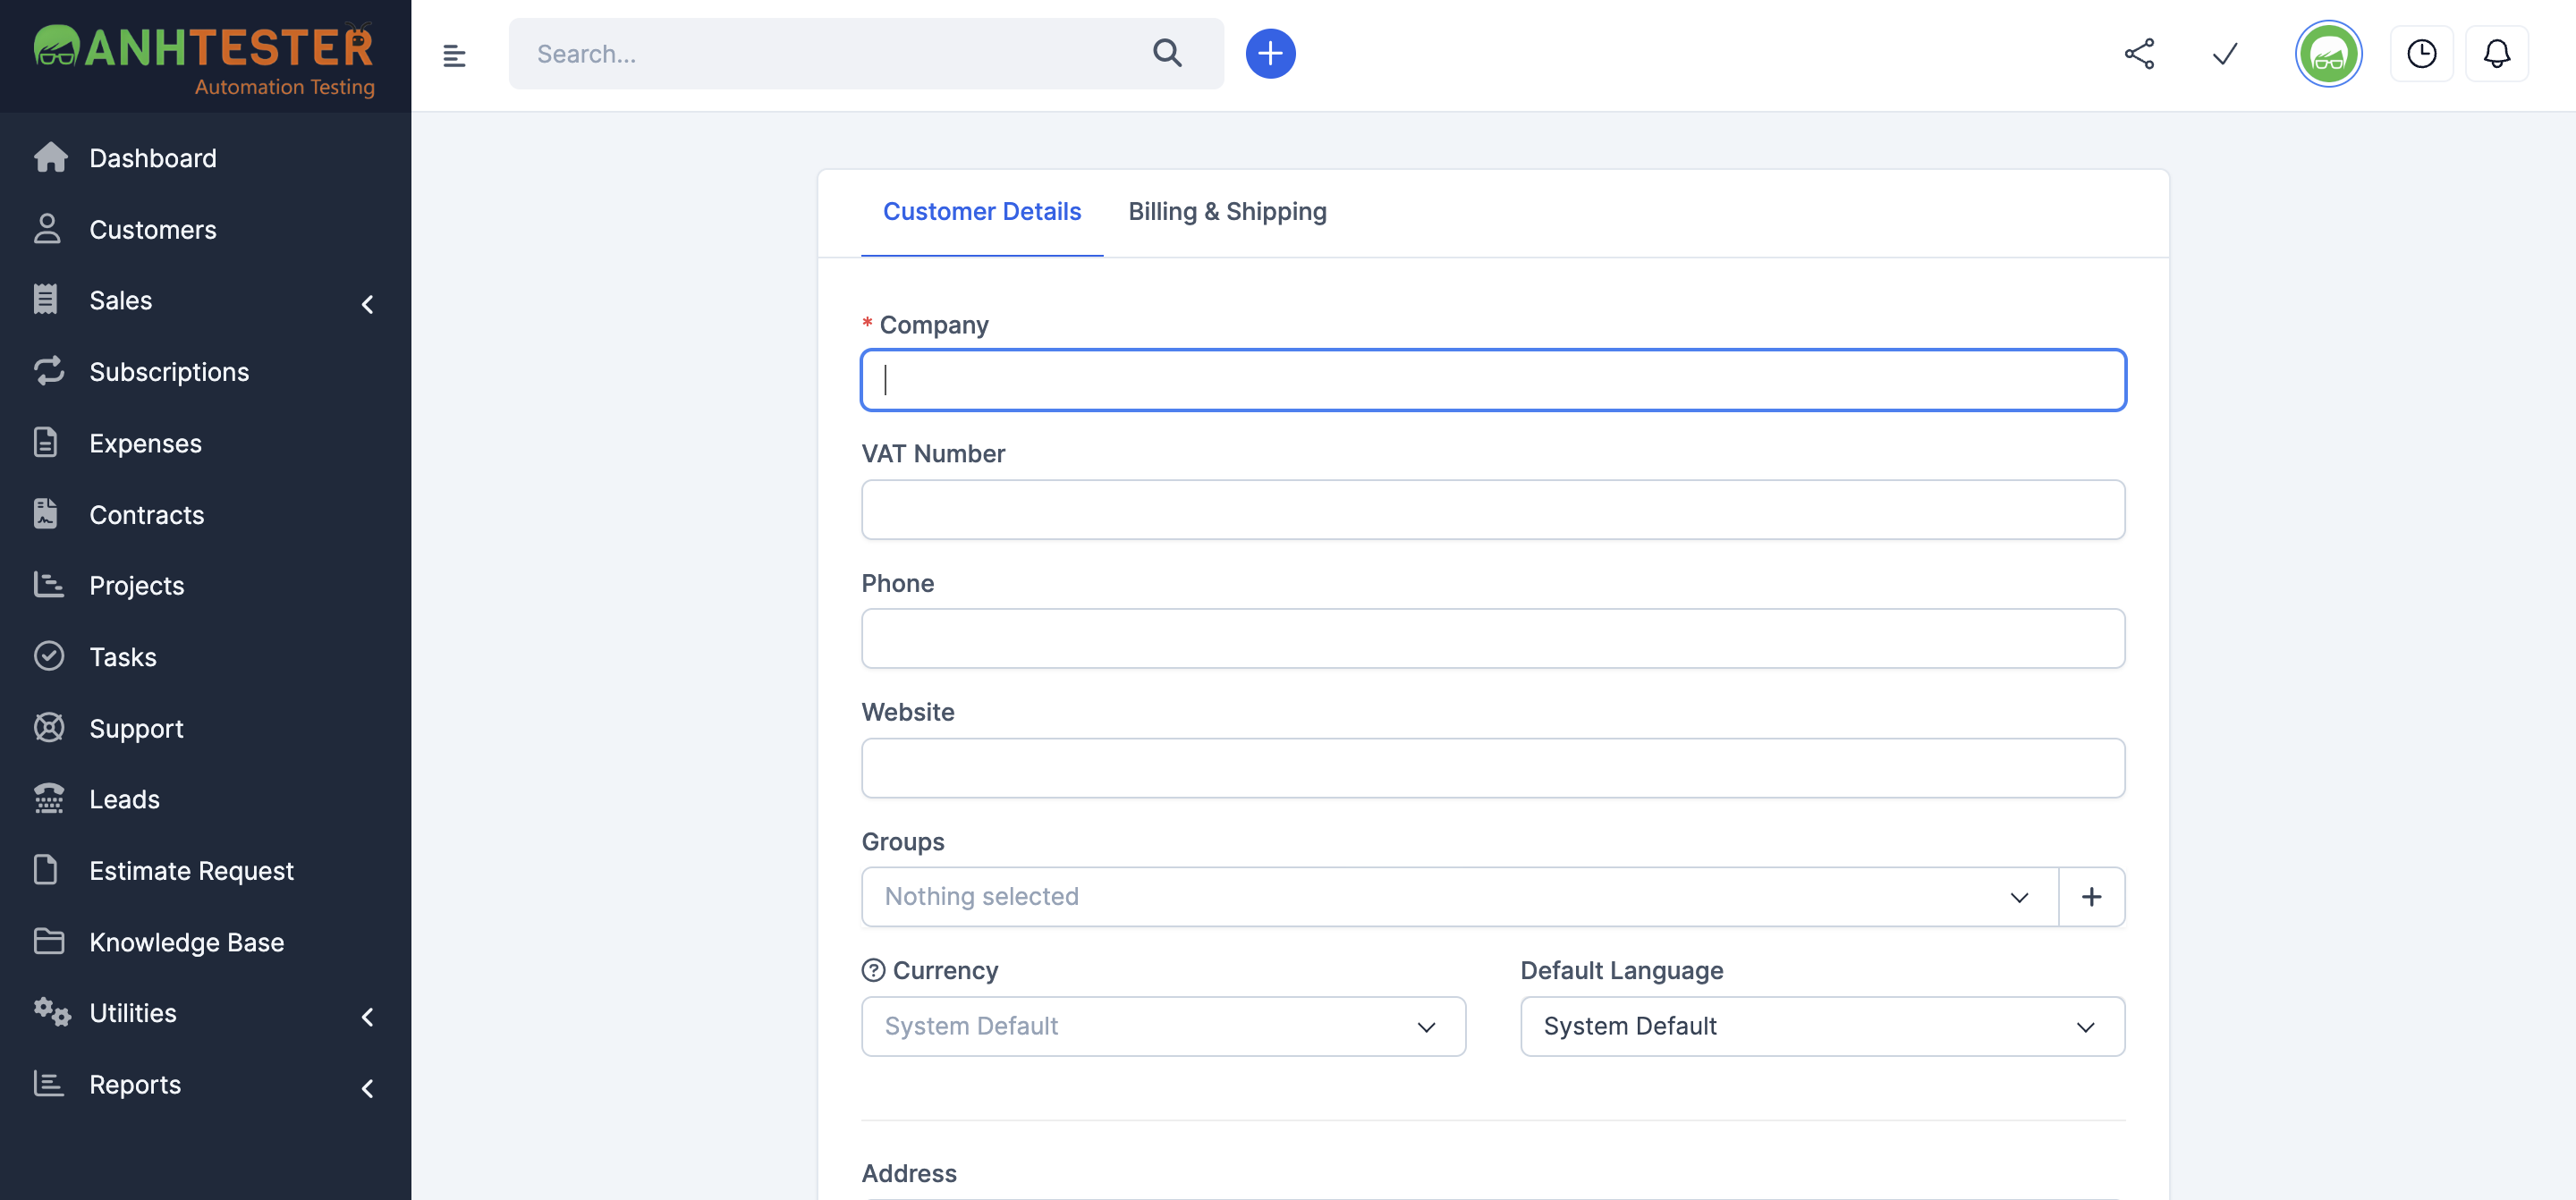 ANHTESTER
Automation Testing
Search...
Dashboard
Customers
Sales
Subscriptions
Expenses
Contracts
Projects
Tasks
Support
Leads
Estimate Request
Knowledge Base
Utilities
Reports
Customer Details
Billing & Shipping
* Company
VAT Number
Phone
Website
Groups
Nothing selected
Currency
System Default
Default Language
System Default
Address